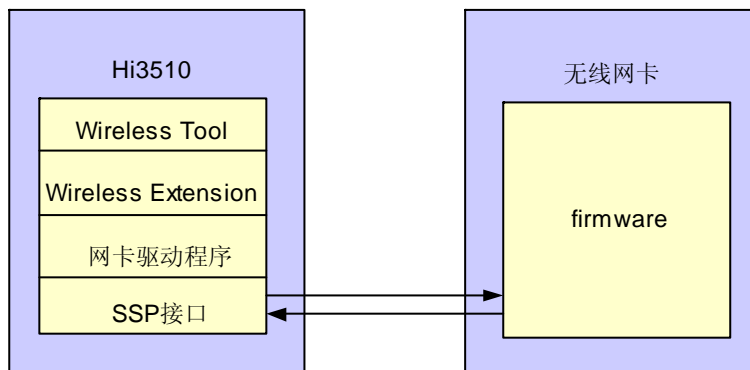 Hi3510
Wireless Tool
Wireless Extension
网卡驱动程序
SSP接口
无线网卡
firmware